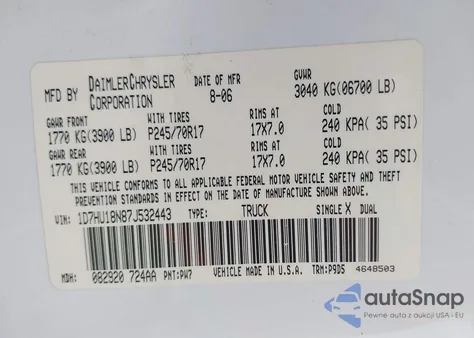 MFD BY DAIMLERCHRYSLER CORPORATION DATE OF MFR 8-06 GVWR 3040 KG(06700 LB)
GAWR FRONT WITH TIRES RIMS AT COLD
1770 KG(3900 LB) P245/70R17 17X7.0 240 KPA( 35 PSI)
GAWR REAR WITH TIRES RIMS AT COLD
1770 KG(3900 LB) P245/70R17 17X7.0 240 KPA( 35 PSI)
THIS VEHICLE CONFORMS TO ALL APPLICABLE FEDERAL MOTOR VEHICLE SAFETY AND THEFT
PREVENTION STANDARDS IN EFFECT ON THE DATE OF MANUFACTURE SHOWN ABOVE.
VIN: 1D7HU18N87J532443 TYPE: TRUCK SINGLE X DUAL
MDH: 082920 724AA PNT:PW7 VEHICLE MADE IN U.S.A. TRM:P9D5 4648503
autoSnap
Pewne auta z aukcji USA - EU